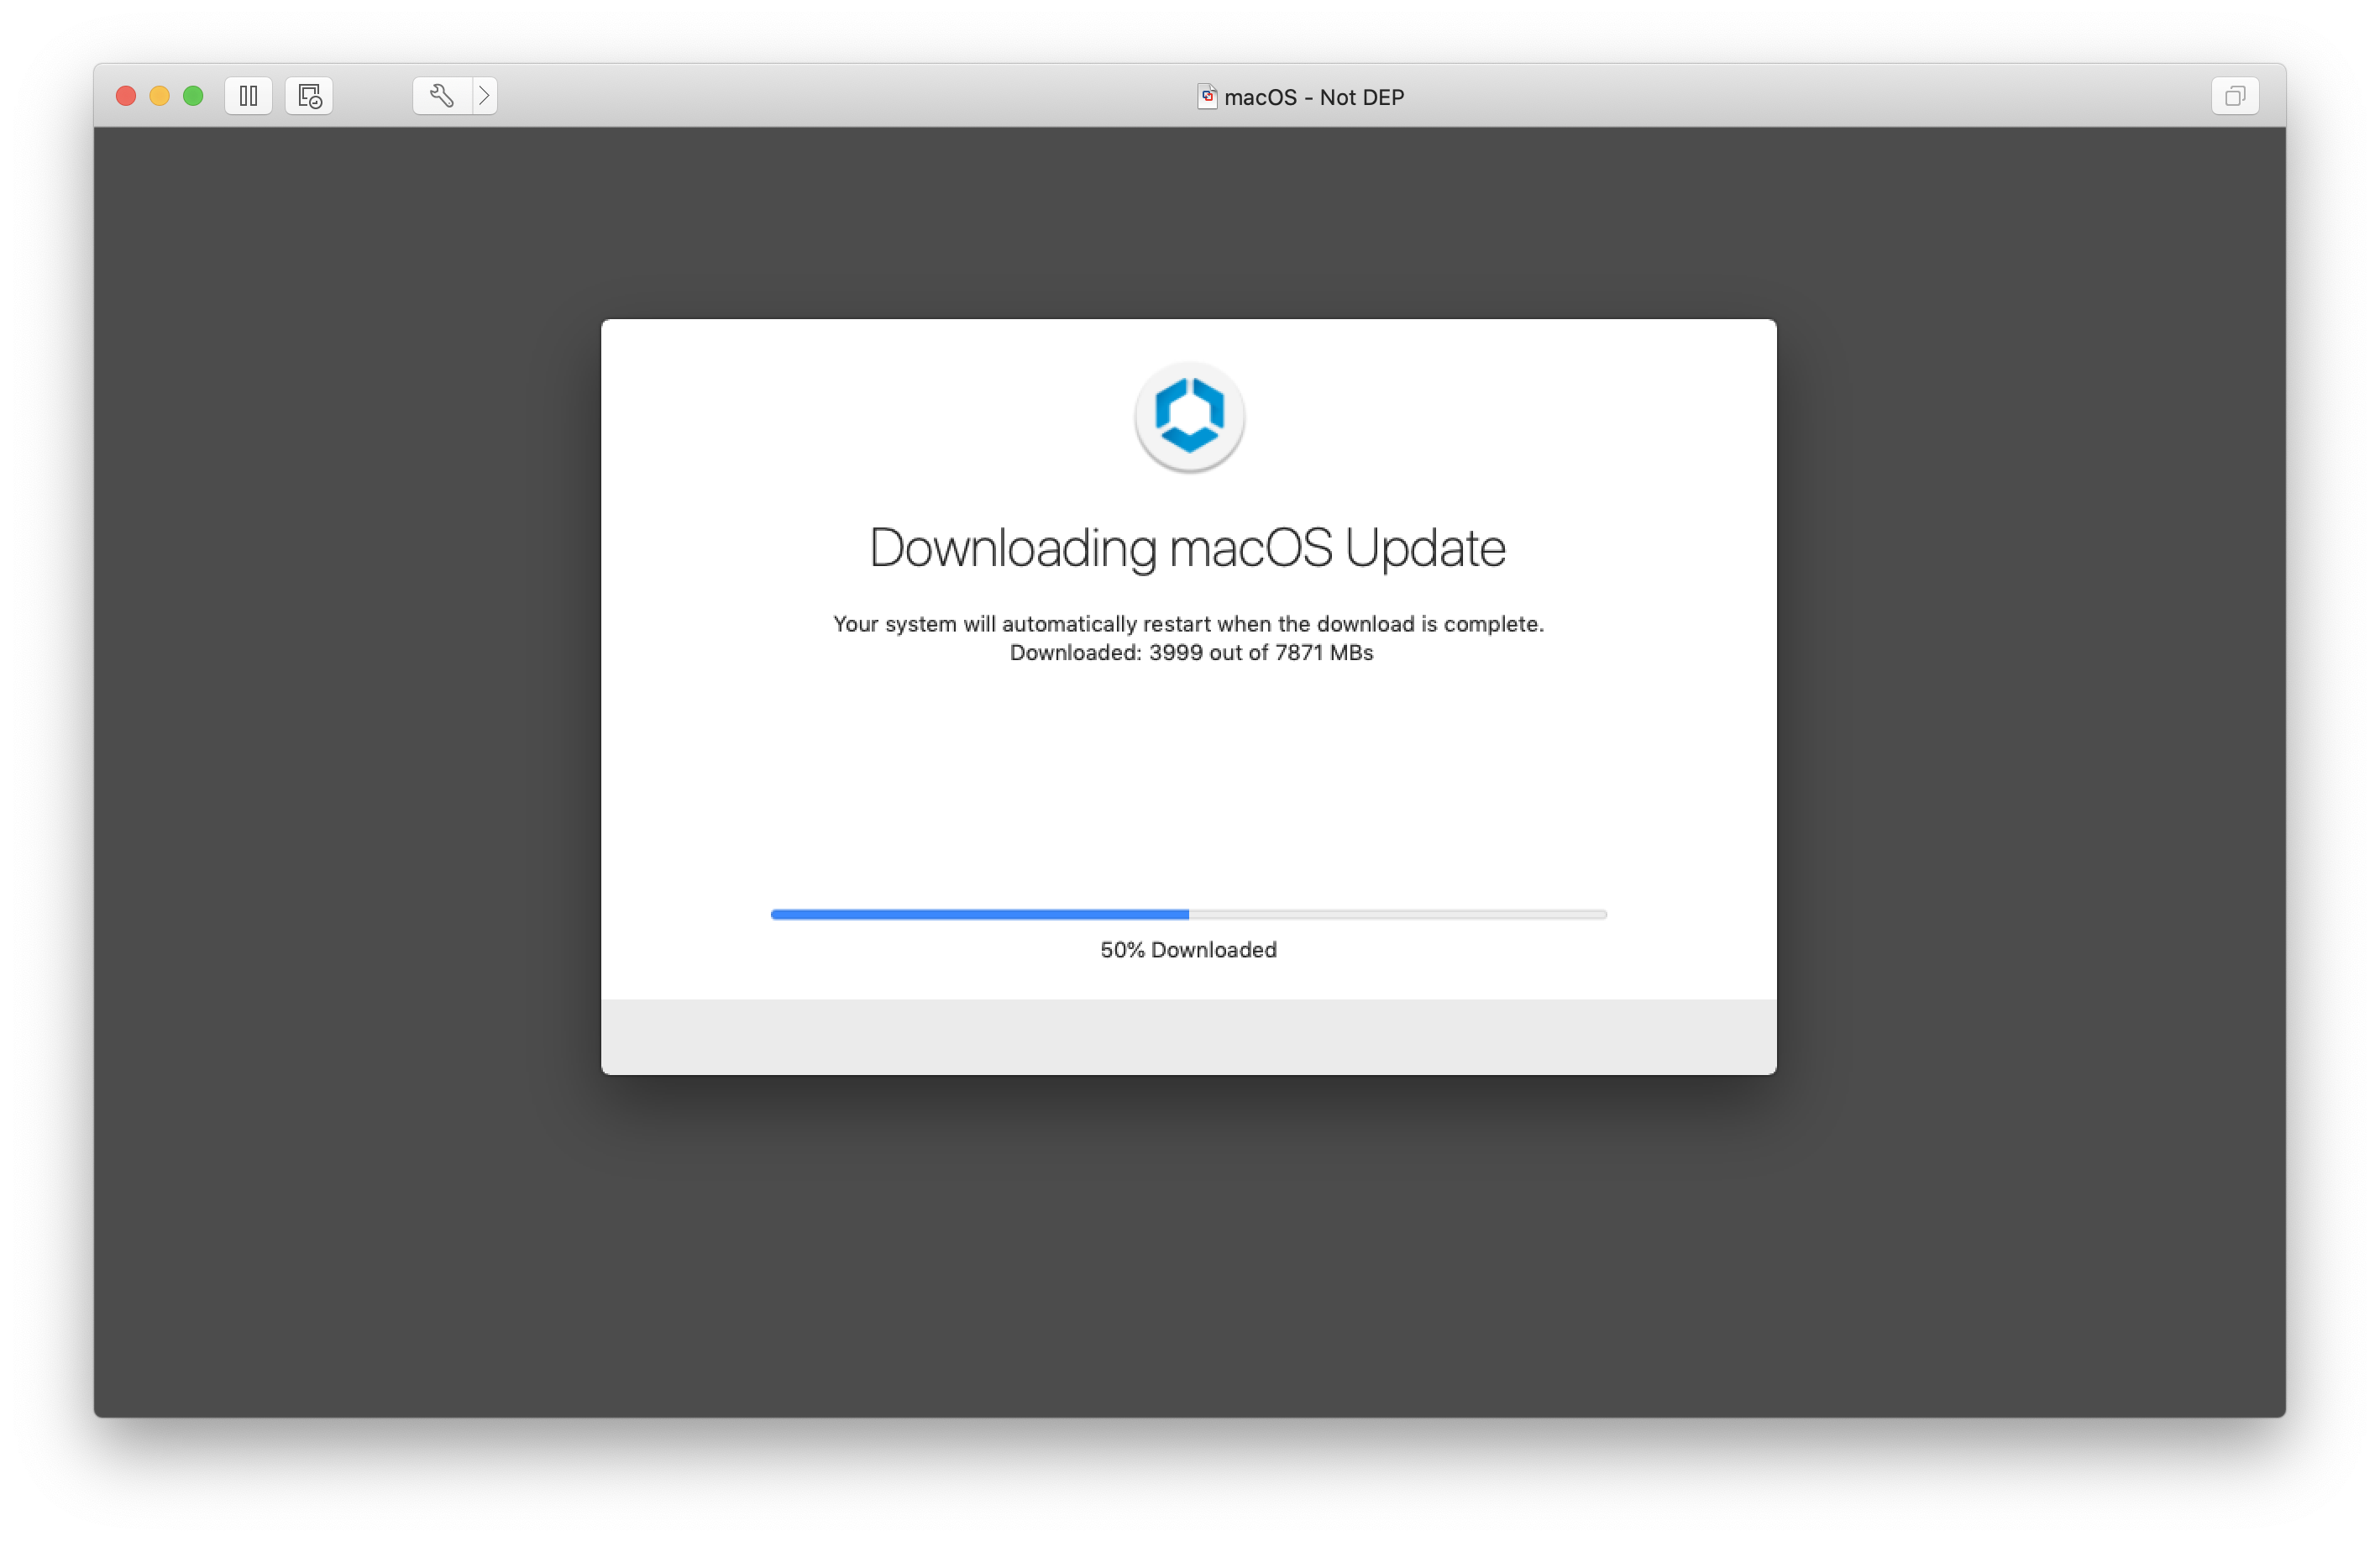 macOS - Not DEP
Downloading macOS Update
Your system will automatically restart when the download is complete.
Downloaded: 3999 out of 7871 MBs
50% Downloaded